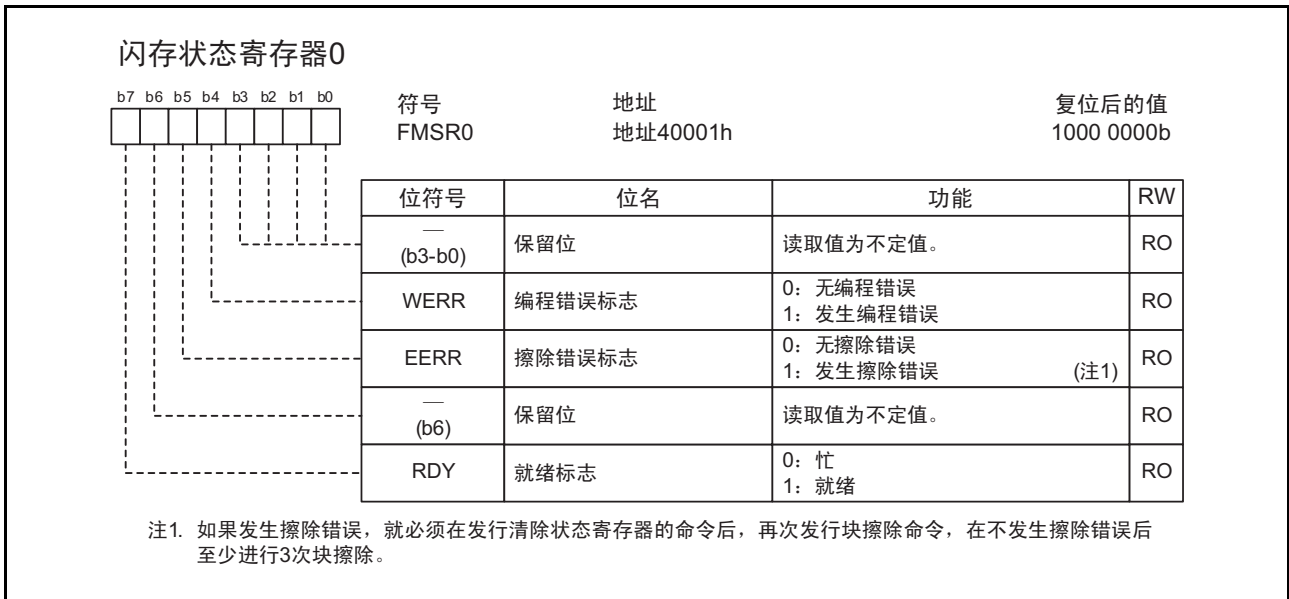 闪存状态寄存器0
b7 b6 b5 b4 b3 b2 b1 b0
符号 地址 复位后的值
FMSR0 地址40001h 1000 0000b
位符号 位名 功能 RW
— (b3-b0) 保留位 读取值为不定值。 RO
WERR 编程错误标志 0：无编程错误 RO
1：发生编程错误
EERR 擦除错误标志 0：无擦除错误 RO
1：发生擦除错误 (注1)
— (b6) 保留位 读取值为不定值。 RO
RDY 就绪标志 0：忙 RO
1：就绪
注1. 如果发生擦除错误，就必须在发行清除状态寄存器的命令后，再次发行块擦除命令，在不发生擦除错误后
至少进行3次块擦除。